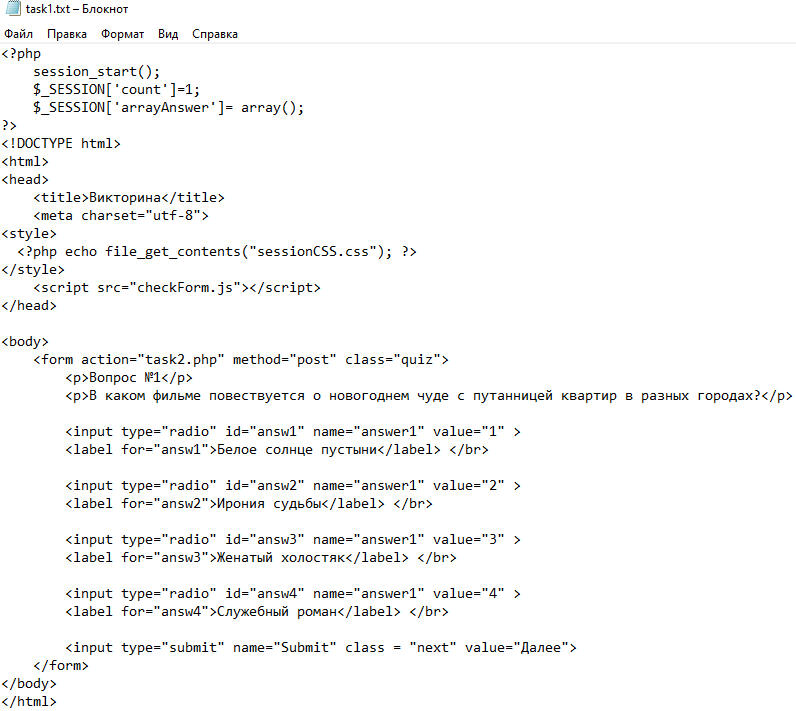 task1.txt – Блокнот
Файл Правка Формат Вид Справка
<?php
    session_start();
    $_SESSION['count']=1;
    $_SESSION['arrayAnswer']= array();
?>
<!DOCTYPE html>
<html>
<head>
    <title>Викторина</title>
    <meta charset="utf-8">
<style>
  <?php echo file_get_contents("sessionCSS.css"); ?>
</style>
    <script src="checkForm.js"></script>
</head>

<body>
    <form action="task2.php" method="post" class="quiz">
        <p>Вопрос №1</p>
        <p>В каком фильме повествуется о новогоднем чуде с путанницей квартир в разных городах?</p>

        <input type="radio" id="answ1" name="answer1" value="1" >
        <label for="answ1">Белое солнце пустыни</label> </br>

        <input type="radio" id="answ2" name="answer1" value="2" >
        <label for="answ2">Ирония судьбы</label> </br>

        <input type="radio" id="answ3" name="answer1" value="3" >
        <label for="answ3">Женатый холостяк</label> </br>

        <input type="radio" id="answ4" name="answer1" value="4" >
        <label for="answ4">Служебный роман</label> </br>

        <input type="submit" name="Submit" class = "next" value="Далее">
    </form>
</body>
</html>